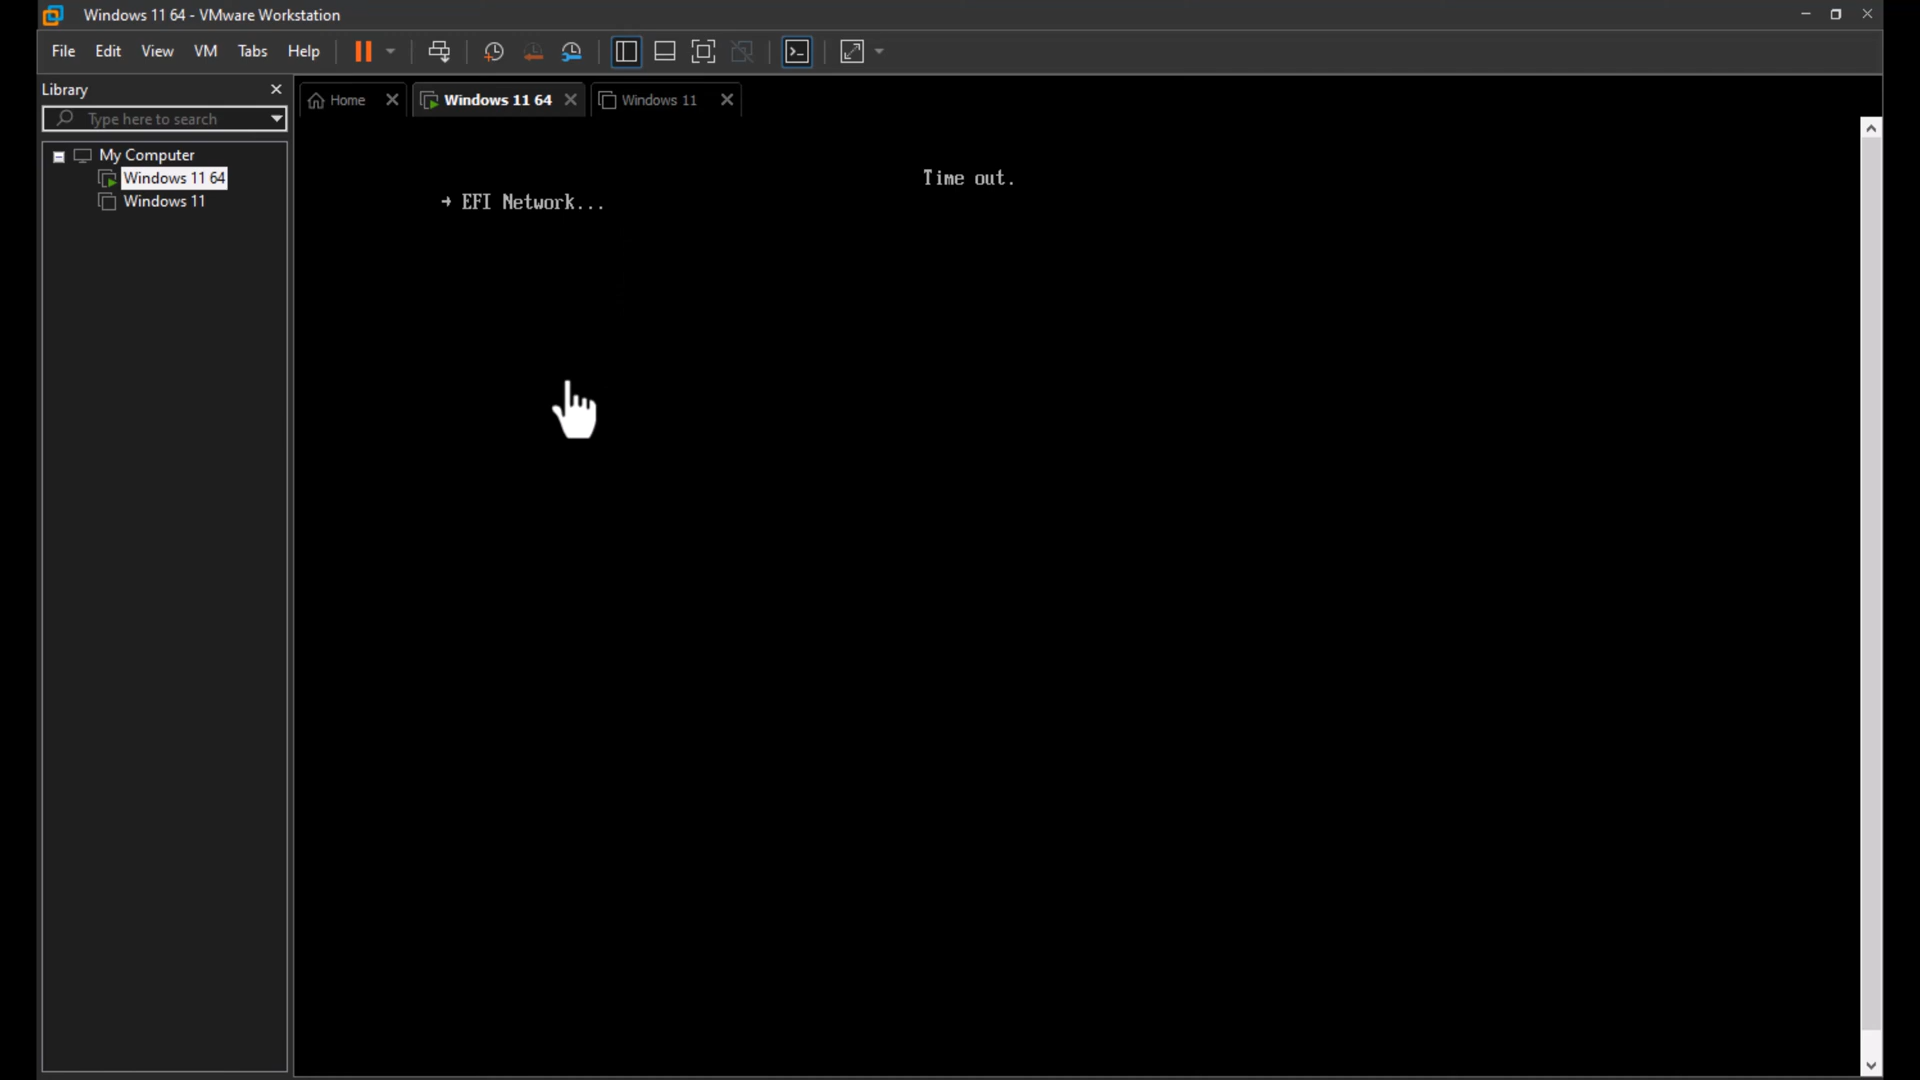 Windows 11 64 - VMware Workstation
File Edit View VM Tabs Help
Library
Home
Windows 11 64
Windows 11
Type here to search
My Computer
Windows 11 64
Windows 11
Time out.
→ EFI Network...